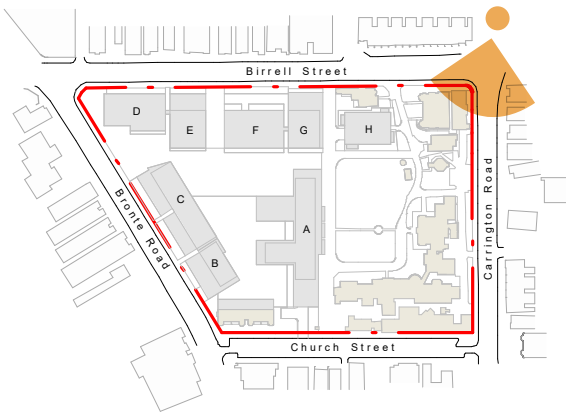 Birrell Street
D
E
F
G
H
C
A
B
Bronte Road
Carrington Road
Church Street